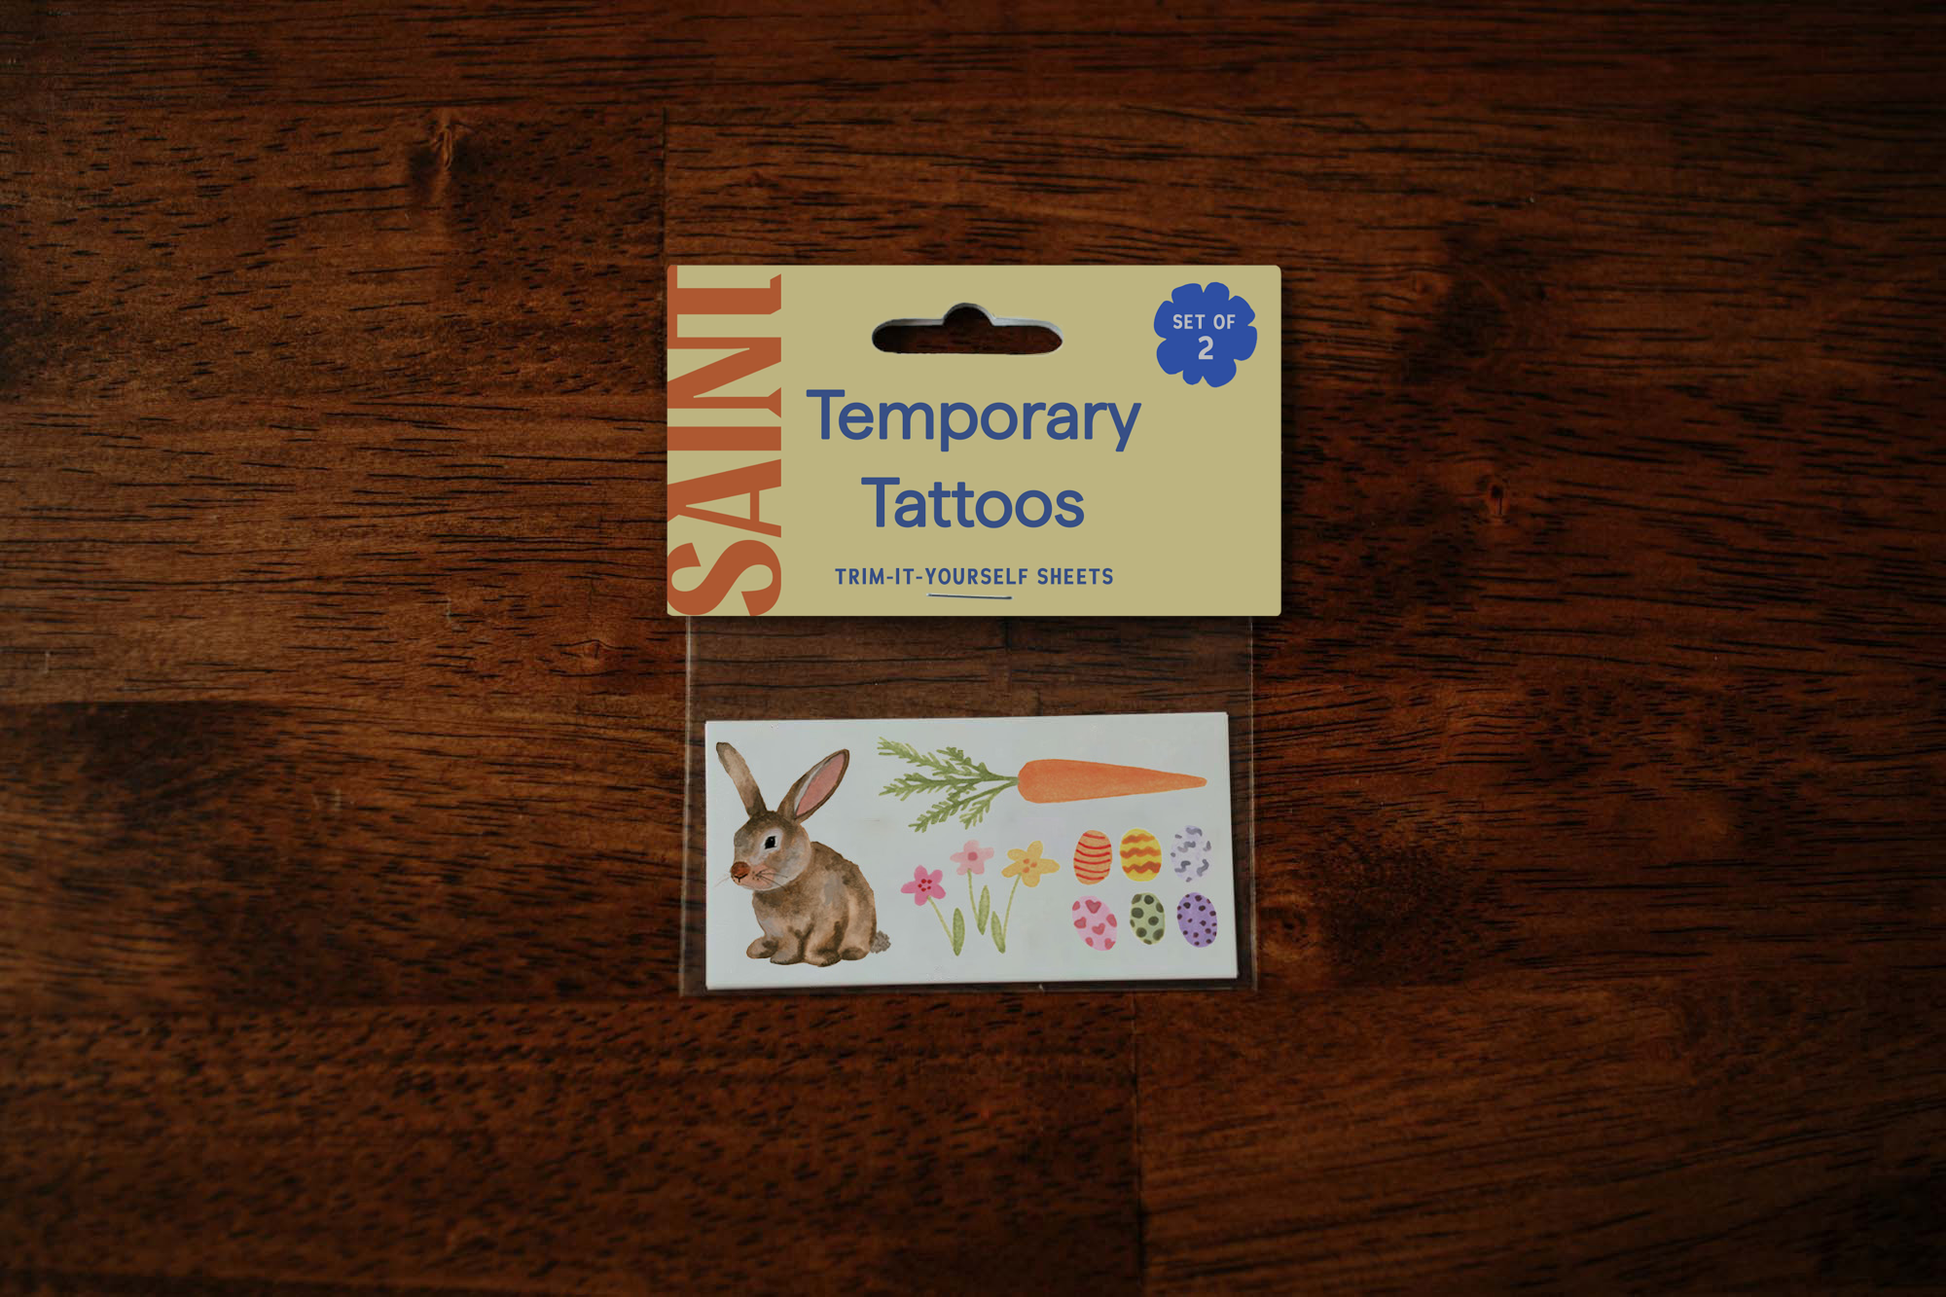 SAINT
SET OF
2
Temporary
Tattoos
TRIM-IT-YOURSELF SHEETS